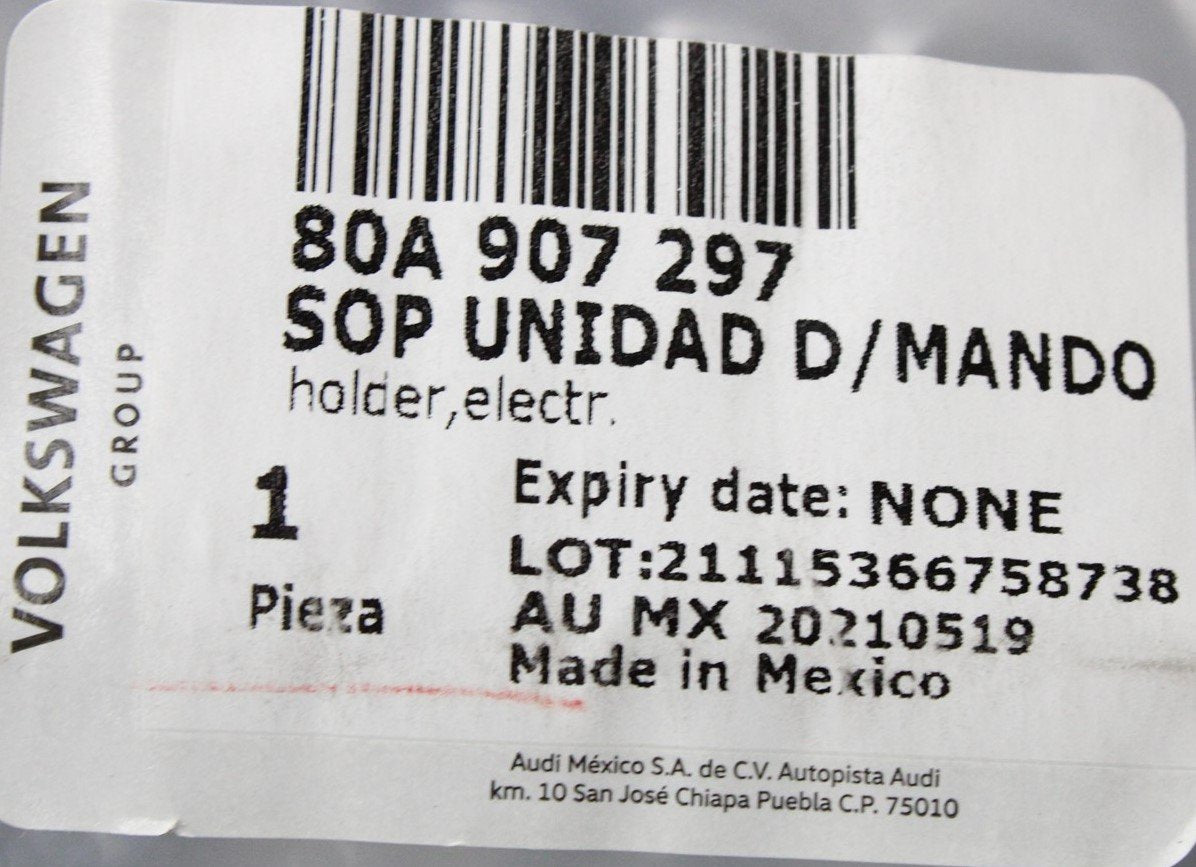 VOLKSWAGEN
GROUP
80A 907 297
SOP UNIDAD D/MANDO
holder,electr.
1
Pieza
Expiry date: NONE
LOT:21115366758738
AU MX 20210519
Made in Mexico
Audi México S.A. de C.V. Autopista Audi
km. 10 San José Chiapa Puebla C.P. 75010